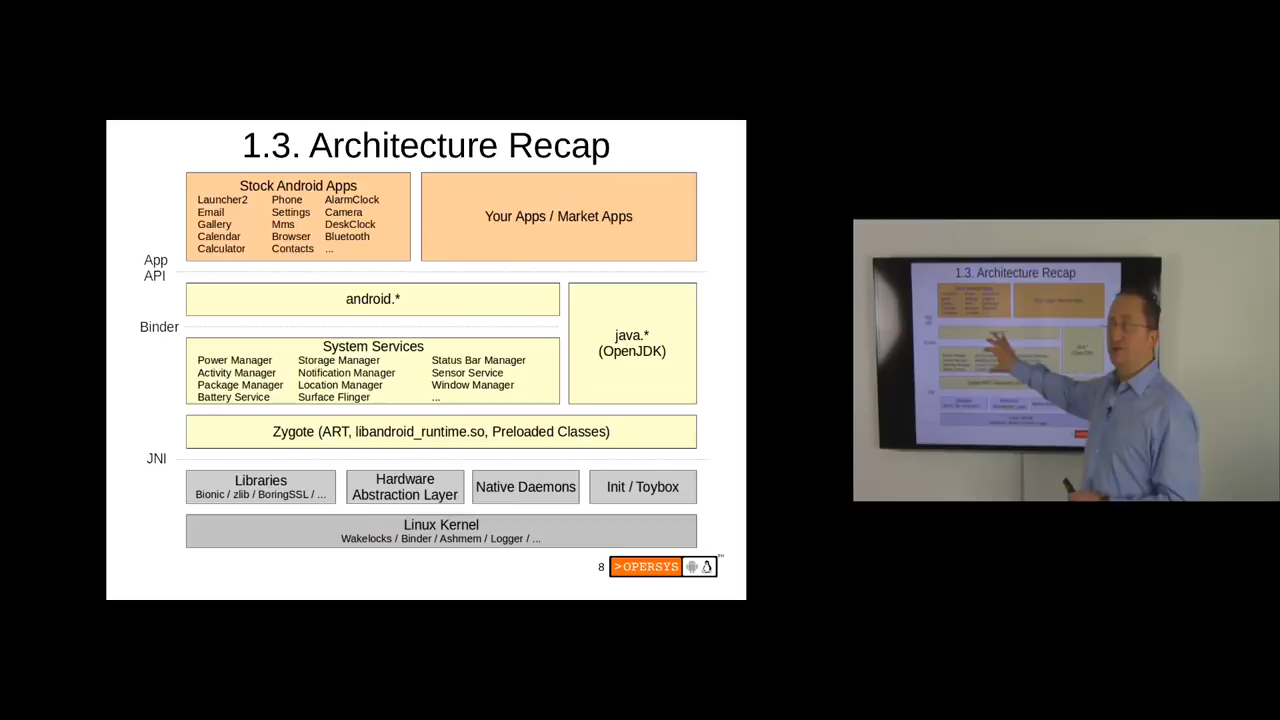 1.3. Architecture Recap
Stock Android Apps
Launcher2 Phone AlarmClock
Email Settings Camera
Gallery Mms DeskClock
Calendar Browser Bluetooth
Calculator Contacts ...
Your Apps / Market Apps
App
API
android.*
java.*
(OpenJDK)
Binder
System Services
Power Manager Storage Manager Status Bar Manager
Activity Manager Notification Manager Sensor Service
Package Manager Location Manager Window Manager
Battery Service Surface Flinger ...
Zygote (ART, libandroid_runtime.so, Preloaded Classes)
JNI
Libraries
Bionic / zlib / BoringSSL / ...
Hardware
Abstraction Layer
Native Daemons
Init / Toybox
Linux Kernel
Wakelocks / Binder / Ashmem / Logger / ...
8
>OPERSYS
TM
1.3. Architecture Recap